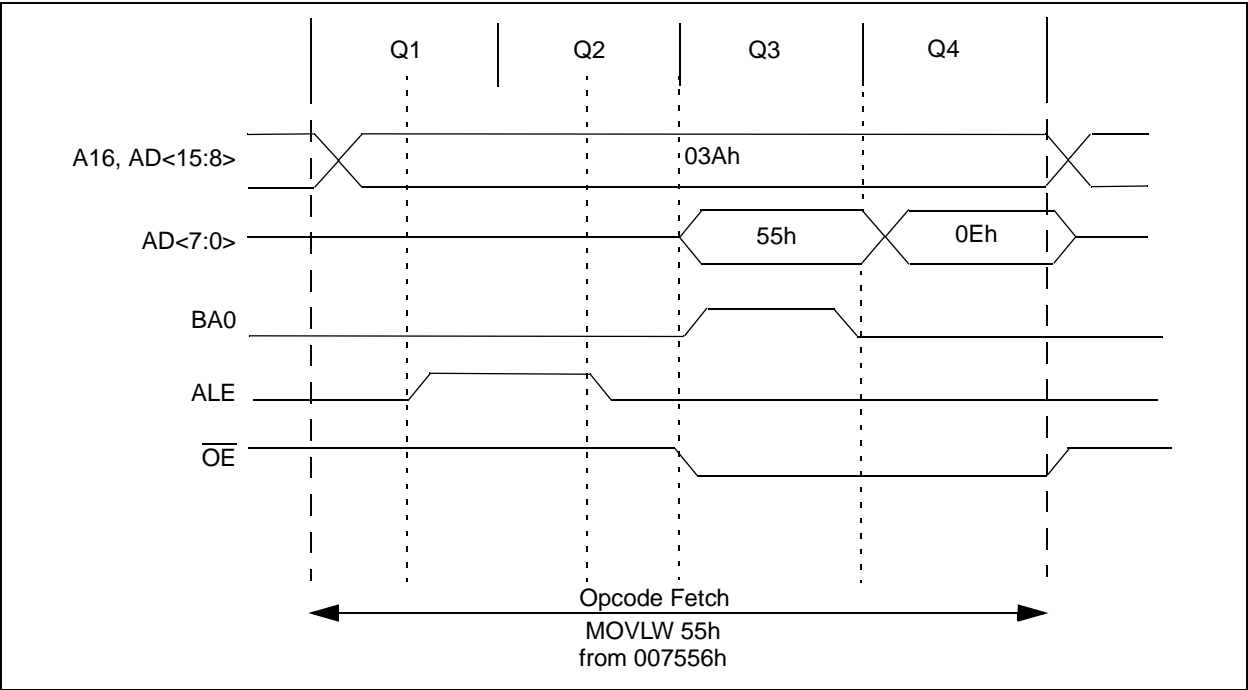 Q1 Q2 Q3 Q4
A16, AD<15:8> 03Ah
AD<7:0> 55h 0Eh
BA0
ALE
OE
Opcode Fetch
MOVLW 55h
from 007556h